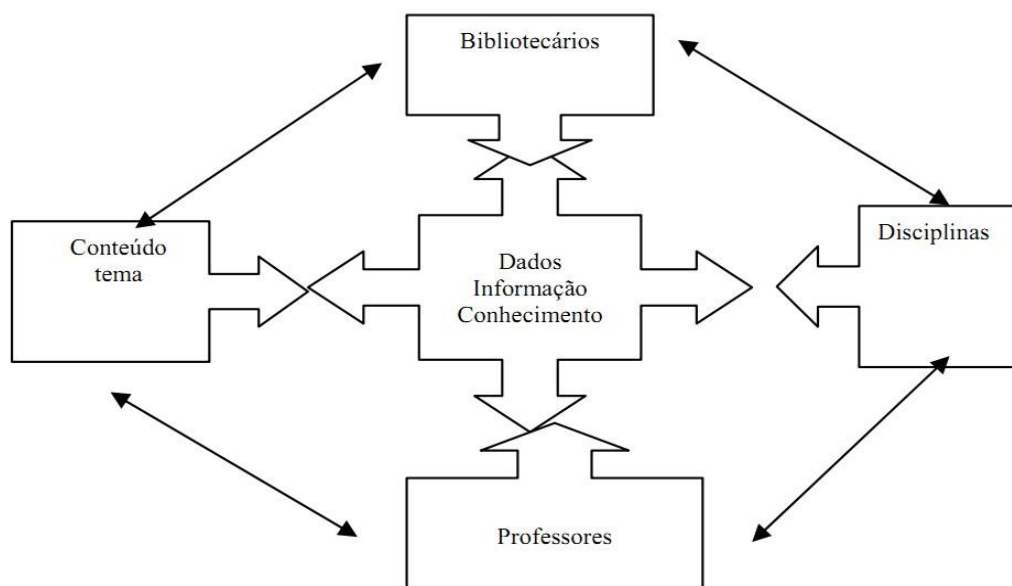 Bibliotecários
Conteúdo
tema
Dados
Informação
Conhecimento
Disciplinas
Professores